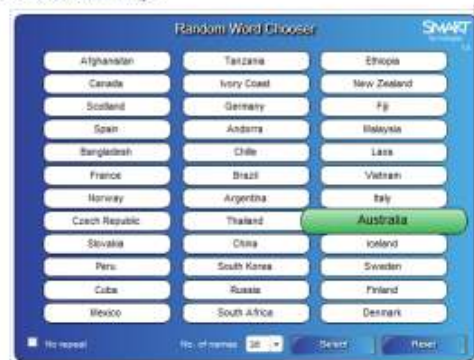 Random Word Chooser
SMART
Afghanistan Tanzania Ethiopia
Canada Ivory Coast New Zealand
Scotland Germany Fiji
Spain Andorra Malaysia
Bangladesh Chile Laos
France Brazil Vietnam
Norway Argentina Italy
Czech Republic Thailand Australia
Slovakia China Iceland
Peru South Korea Sweden
Cuba Russia Finland
Mexico South Africa Denmark
No repeat No. of names 36 Select Reset